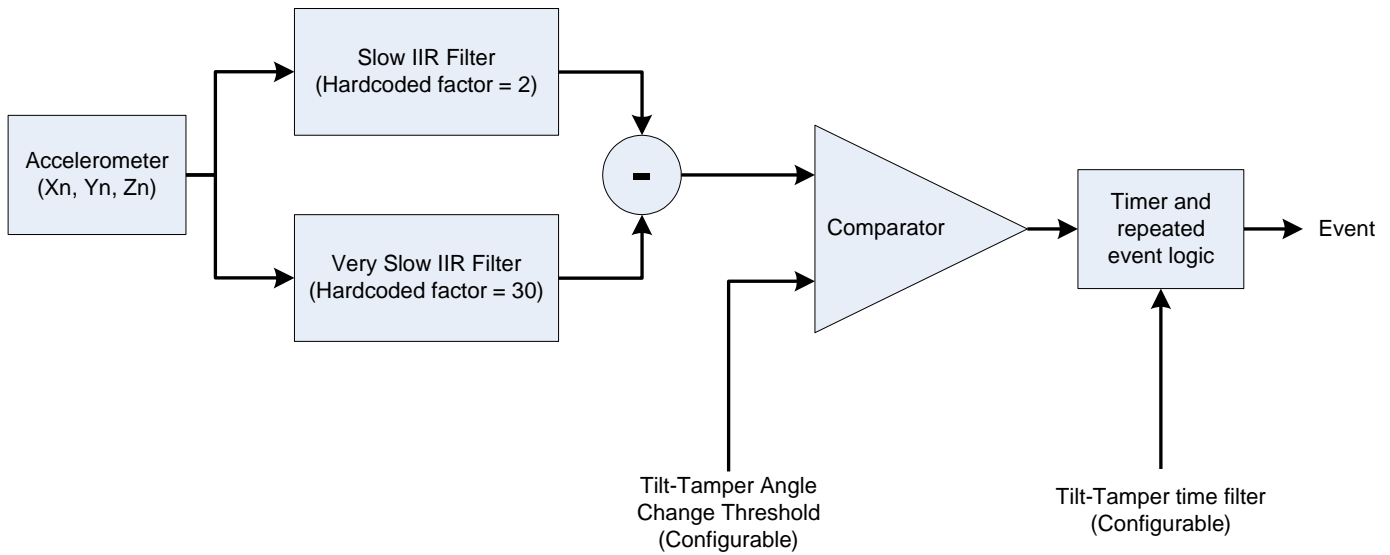 Slow IIR Filter
(Hardcoded factor = 2)
Accelerometer
(Xn, Yn, Zn)
-
Very Slow IIR Filter
(Hardcoded factor = 30)
Comparator
Timer and
repeated
event logic
Event
Tilt-Tamper Angle
Change Threshold
(Configurable)
Tilt-Tamper time filter
(Configurable)